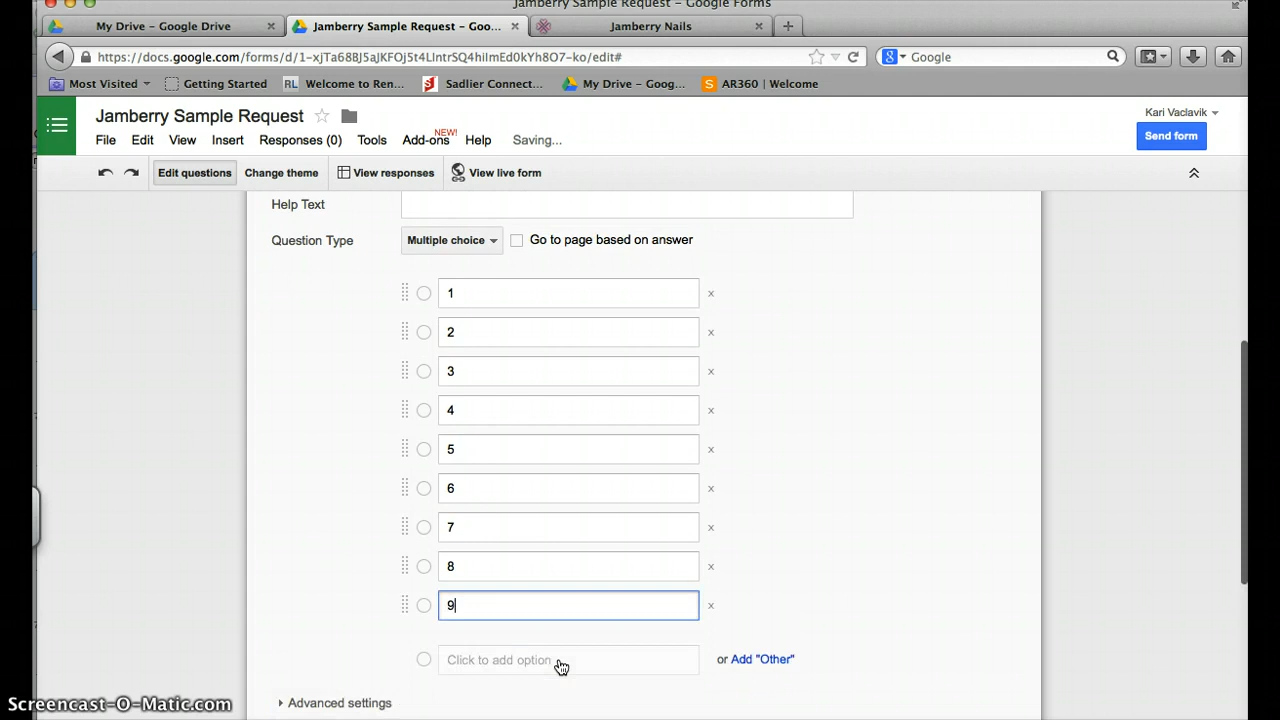 Jamberry Sample Request - Google Forms
My Drive - Google Drive × Jamberry Sample Request - Goo... × Jamberry Nails × +
https://docs.google.com/forms/d/1-xjTa68BJ5aJKFOj5t4LIntrSQ4hiImEd0kYh8O7-ko/edit# Google
Most Visited Getting Started RL Welcome to Ren... Sadlier Connect... My Drive - Goog... S AR360 | Welcome
Jamberry Sample Request Kari Vaclavik
File Edit View Insert Responses (0) Tools Add-ons NEW! Help Saving... Send form
Edit questions Change theme View responses View live form
Help Text
Question Type Multiple choice Go to page based on answer
1 x
2 x
3 x
4 x
5 x
6 x
7 x
8 x
9 x
Click to add option or Add "Other"
Advanced settings
Screencast-O-Matic.com